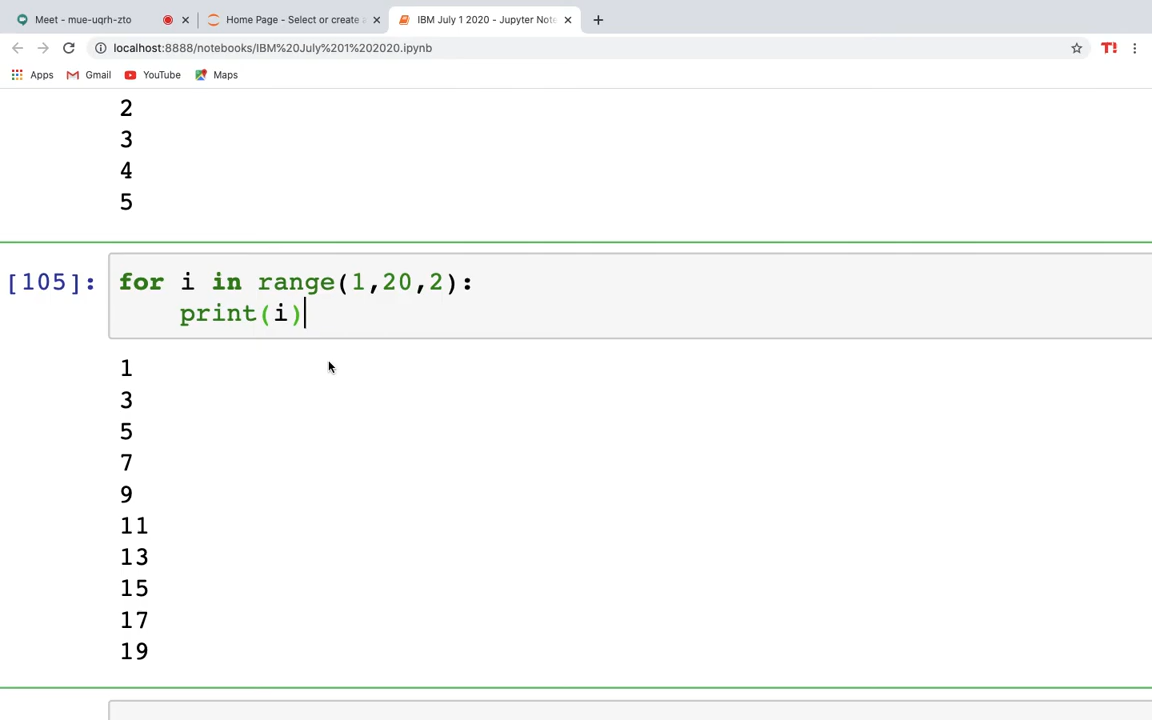 Meet - mue-uqrh-zto
Home Page - Select or create a
IBM July 1 2020 - Jupyter Note
localhost:8888/notebooks/IBM%20July%201%202020.ipynb
T!
Apps
Gmail
YouTube
Maps
2
3
4
5
[105]:
for i in range(1,20,2):
print(i)
1
3
5
7
9
11
13
15
17
19